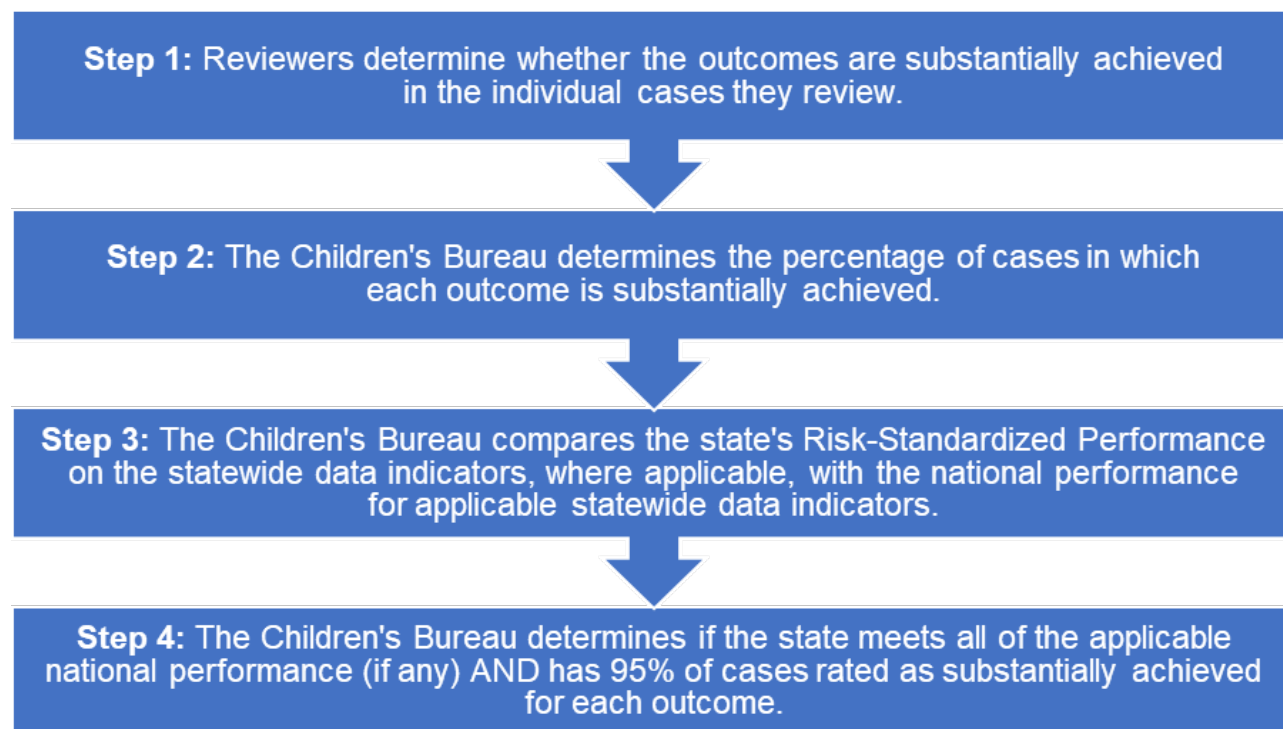 Step 1: Reviewers determine whether the outcomes are substantially achieved
in the individual cases they review.
Step 2: The Children's Bureau determines the percentage of cases in which
each outcome is substantially achieved.
Step 3: The Children's Bureau compares the state's Risk-Standardized Performance
on the statewide data indicators, where applicable, with the national performance
for applicable statewide data indicators.
Step 4: The Children's Bureau determines if the state meets all of the applicable
national performance (if any) AND has 95% of cases rated as substantially achieved
for each outcome.